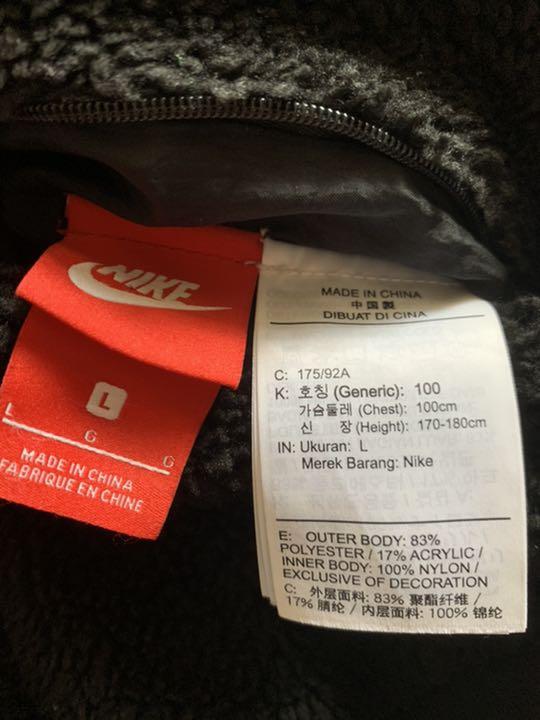 NIKE
L
L
G
G
MADE IN CHINA
FABRIQUE EN CHINE
MADE IN CHINA
中国製
DIBUAT DI CINA
C: 175/92A
K: 호칭 (Generic): 100
가슴둘레 (Chest): 100cm
신 장 (Height): 170-180cm
IN: Ukuran: L
Merek Barang: Nike
E: OUTER BODY: 83%
POLYESTER / 17% ACRYLIC /
INNER BODY: 100% NYLON /
EXCLUSIVE OF DECORATION
C: 外层面料: 83% 聚酯纤维 /
17% 腈纶 / 内层面料: 100% 锦纶